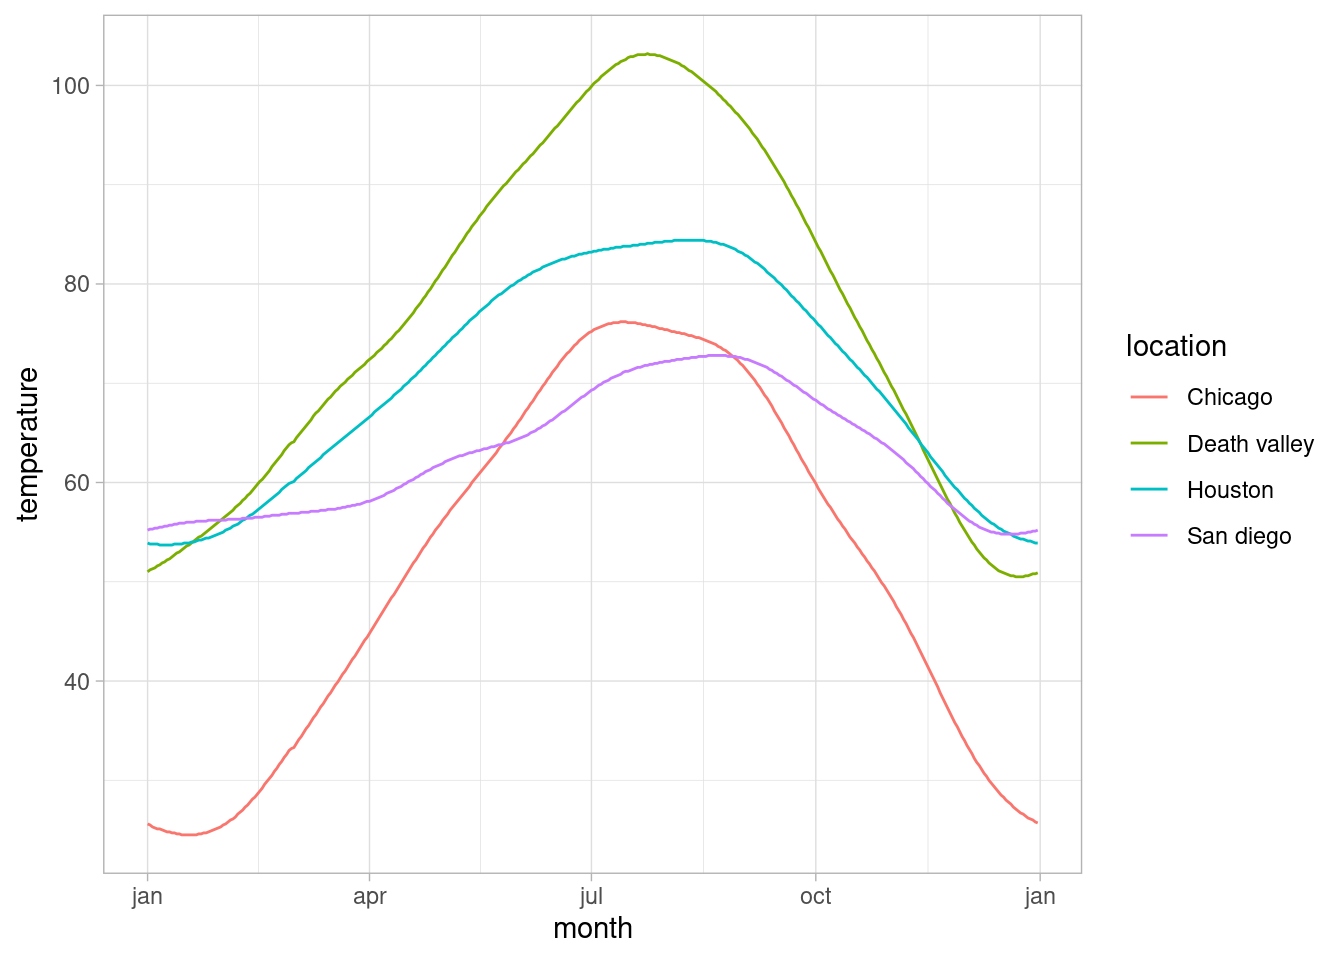 100
80
60
40
jan
apr
jul
oct
jan
month
temperature
location
Chicago
Death valley
Houston
San diego